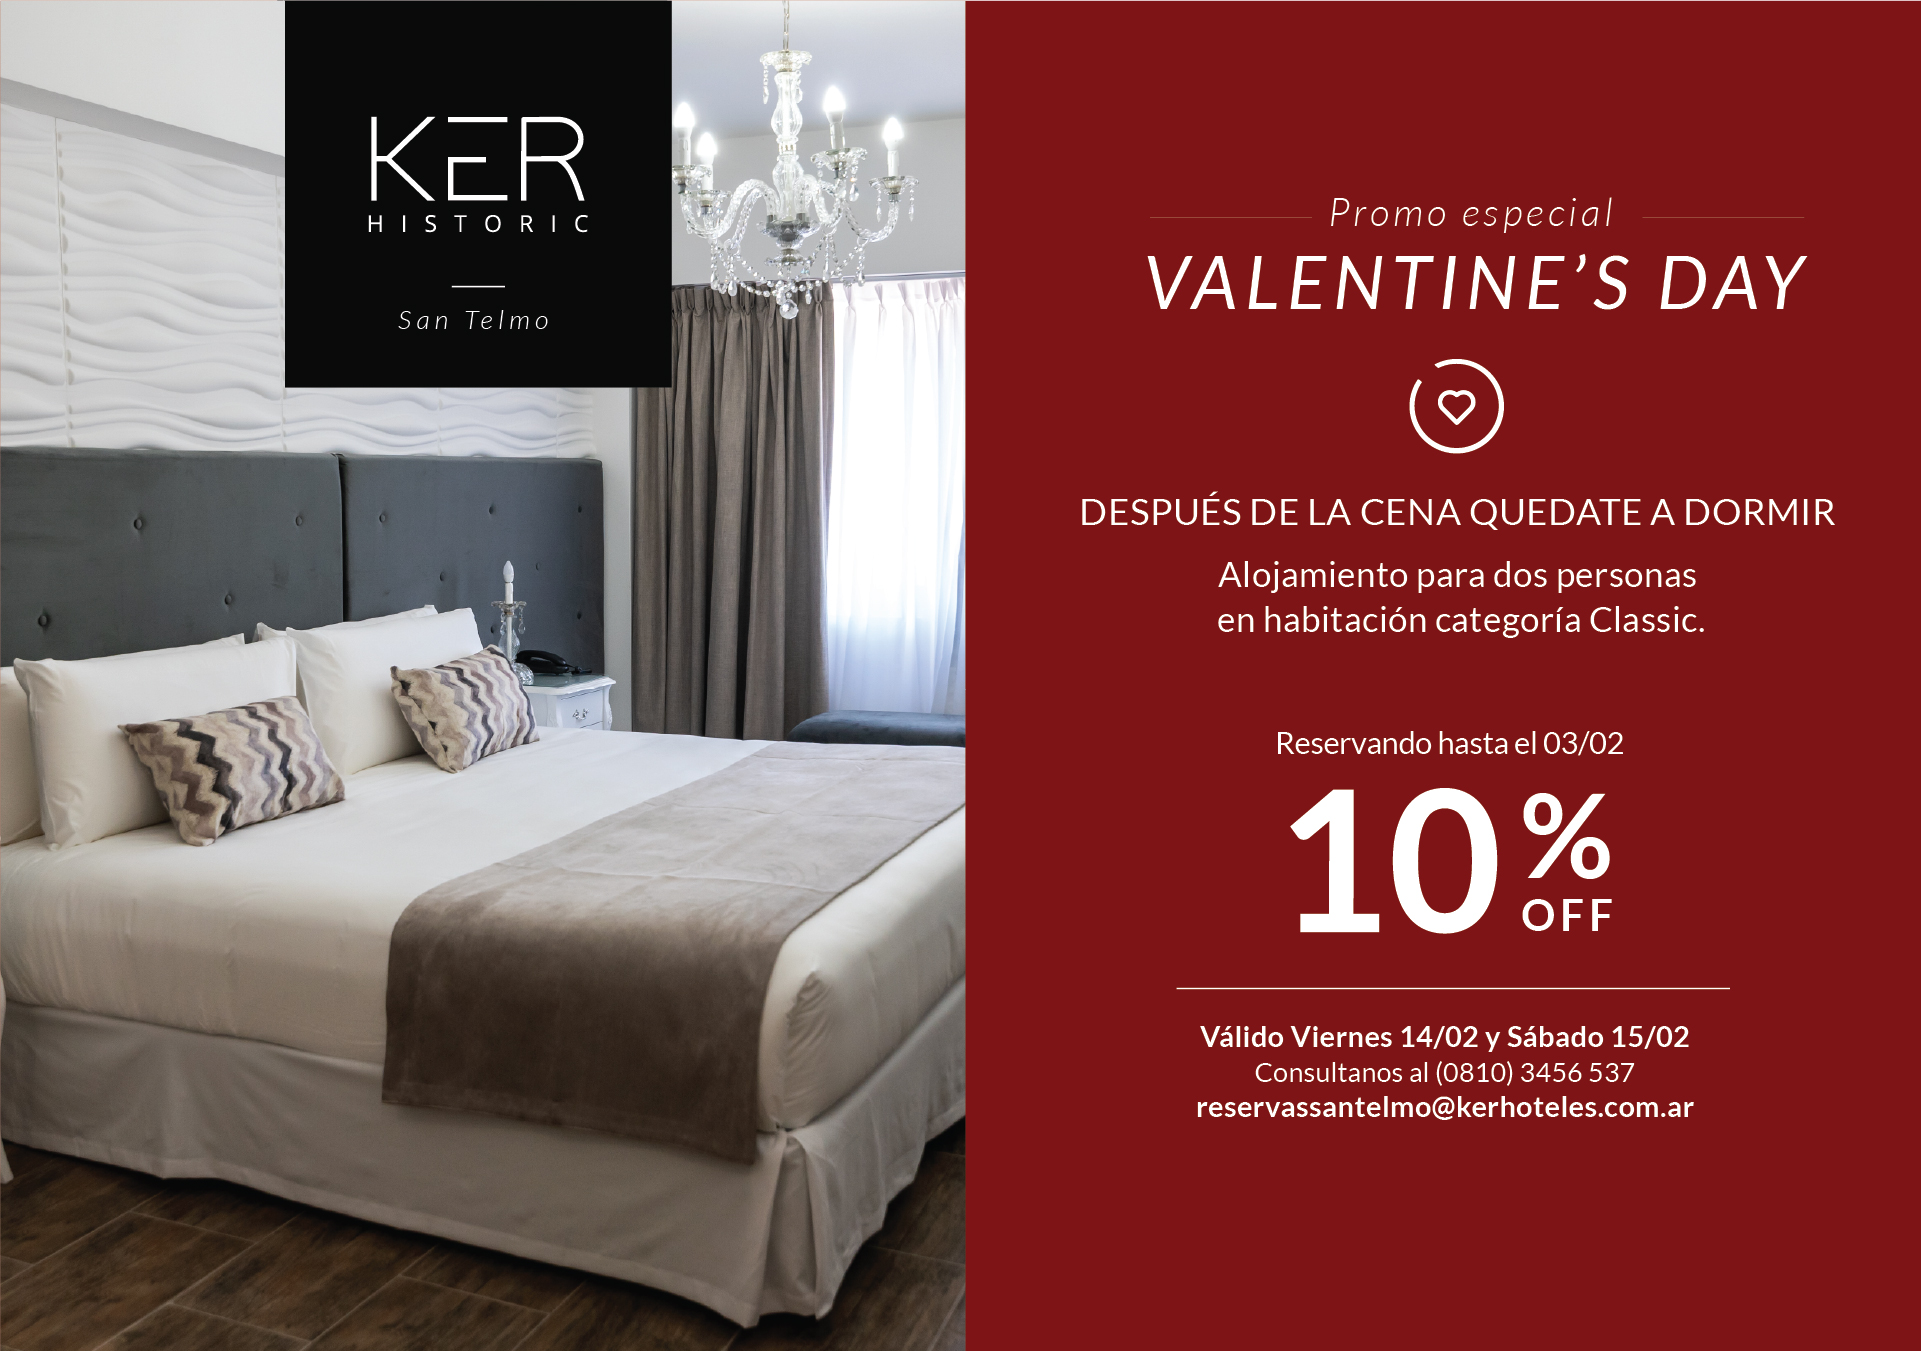 KER
HISTORIC
San Telmo
Promo especial
VALENTINE’S DAY
DESPUÉS DE LA CENA QUEDATE A DORMIR
Alojamiento para dos personas
en habitación categoría Classic.
Reservando hasta el 03/02
10%
OFF
Válido Viernes 14/02 y Sábado 15/02
Consultanos al (0810) 3456 537
reservassantelmo@kerhoteles.com.ar